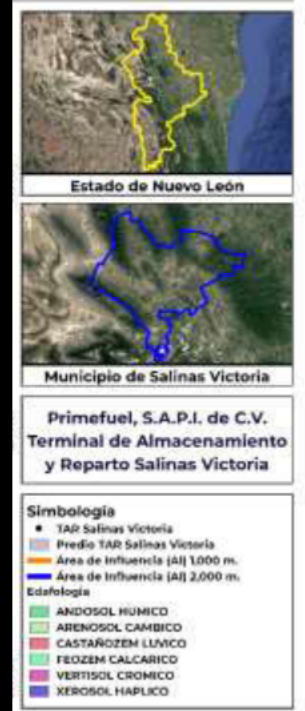 Estado de Nuevo León
Municipio de Salinas Victoria
Primefuel, S.A.P.I. de C.V.
Terminal de Almacenamiento
y Reparto Salinas Victoria
Simbología
TAR Salinas Victoria
Predio TAR Salinas Victoria
Área de Influencia (AI) 1,000 m.
Área de Influencia (AI) 2,000 m.
Edafología
ANDOSOL HUMICO
ARENOSOL CAMBICO
CASTAÑOZEM LUVICO
FEOZEM CALCARICO
VERTISOL CROMICO
XEROSOL HAPLICO